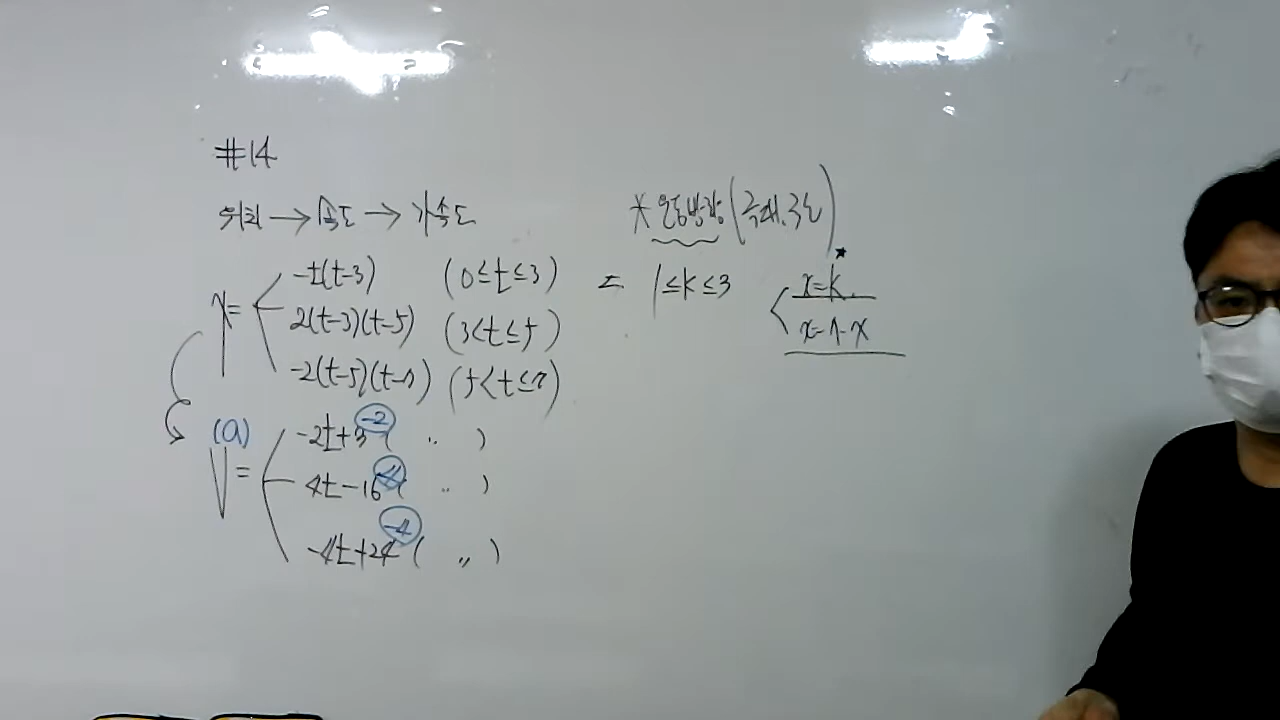 #14
위치 → 속도 → 가속도
* 운동방향 (극대, 극소)
x = -t(t-3) (0≤t≤3)
2(t-3)(t-5) (3<t≤5)
-2(t-5)(t-7) (5<t≤7)
1≤k≤3
x=k
(a)
V = -2t+3 -2 ( 〃 )
4t-16 4 ( 〃 )
-4t+24 -4 ( 〃 )